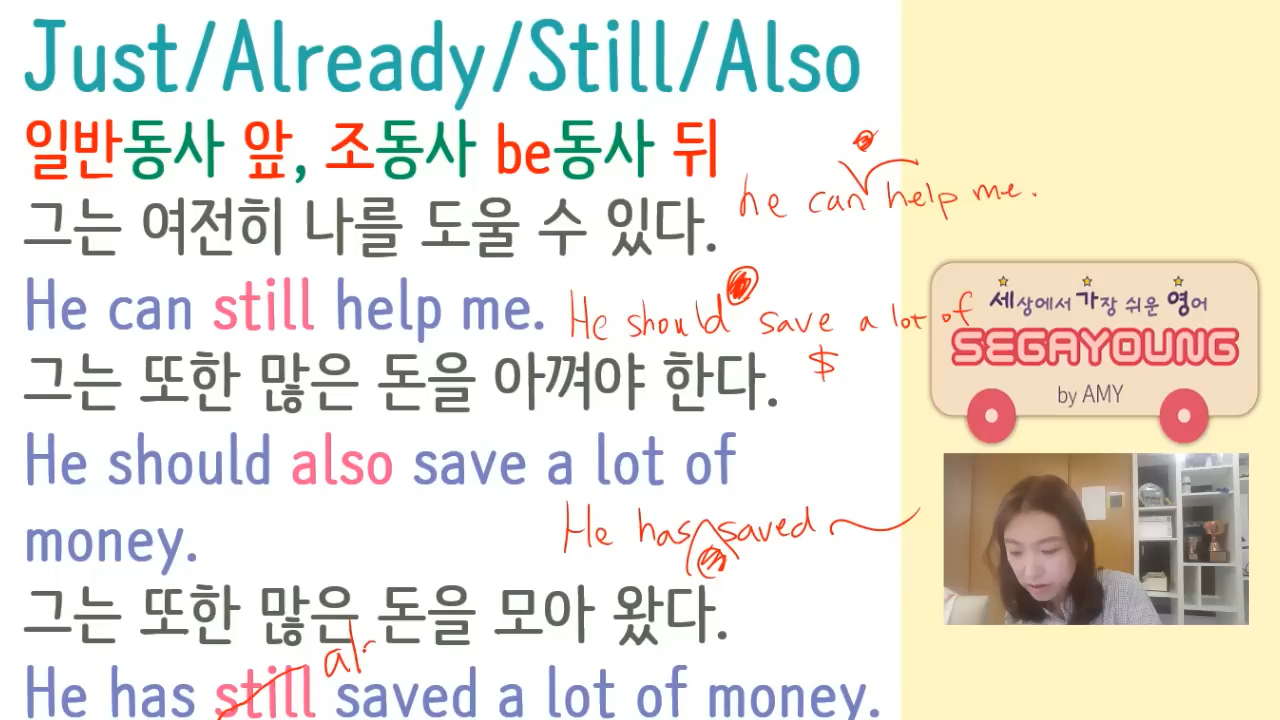 Just/Already/Still/Also
일반동사 앞, 조동사 be동사 뒤
그는 여전히 나를 도울 수 있다.
he can help me.
He can still help me.
He should save a lot of
$
그는 또한 많은 돈을 아껴야 한다.
He should also save a lot of
money.
He has saved
그는 또한 많은 돈을 모아 왔다.
al
He has still saved a lot of money.
세상에서 가장 쉬운 영어
SEGAYOUNG
by AMY